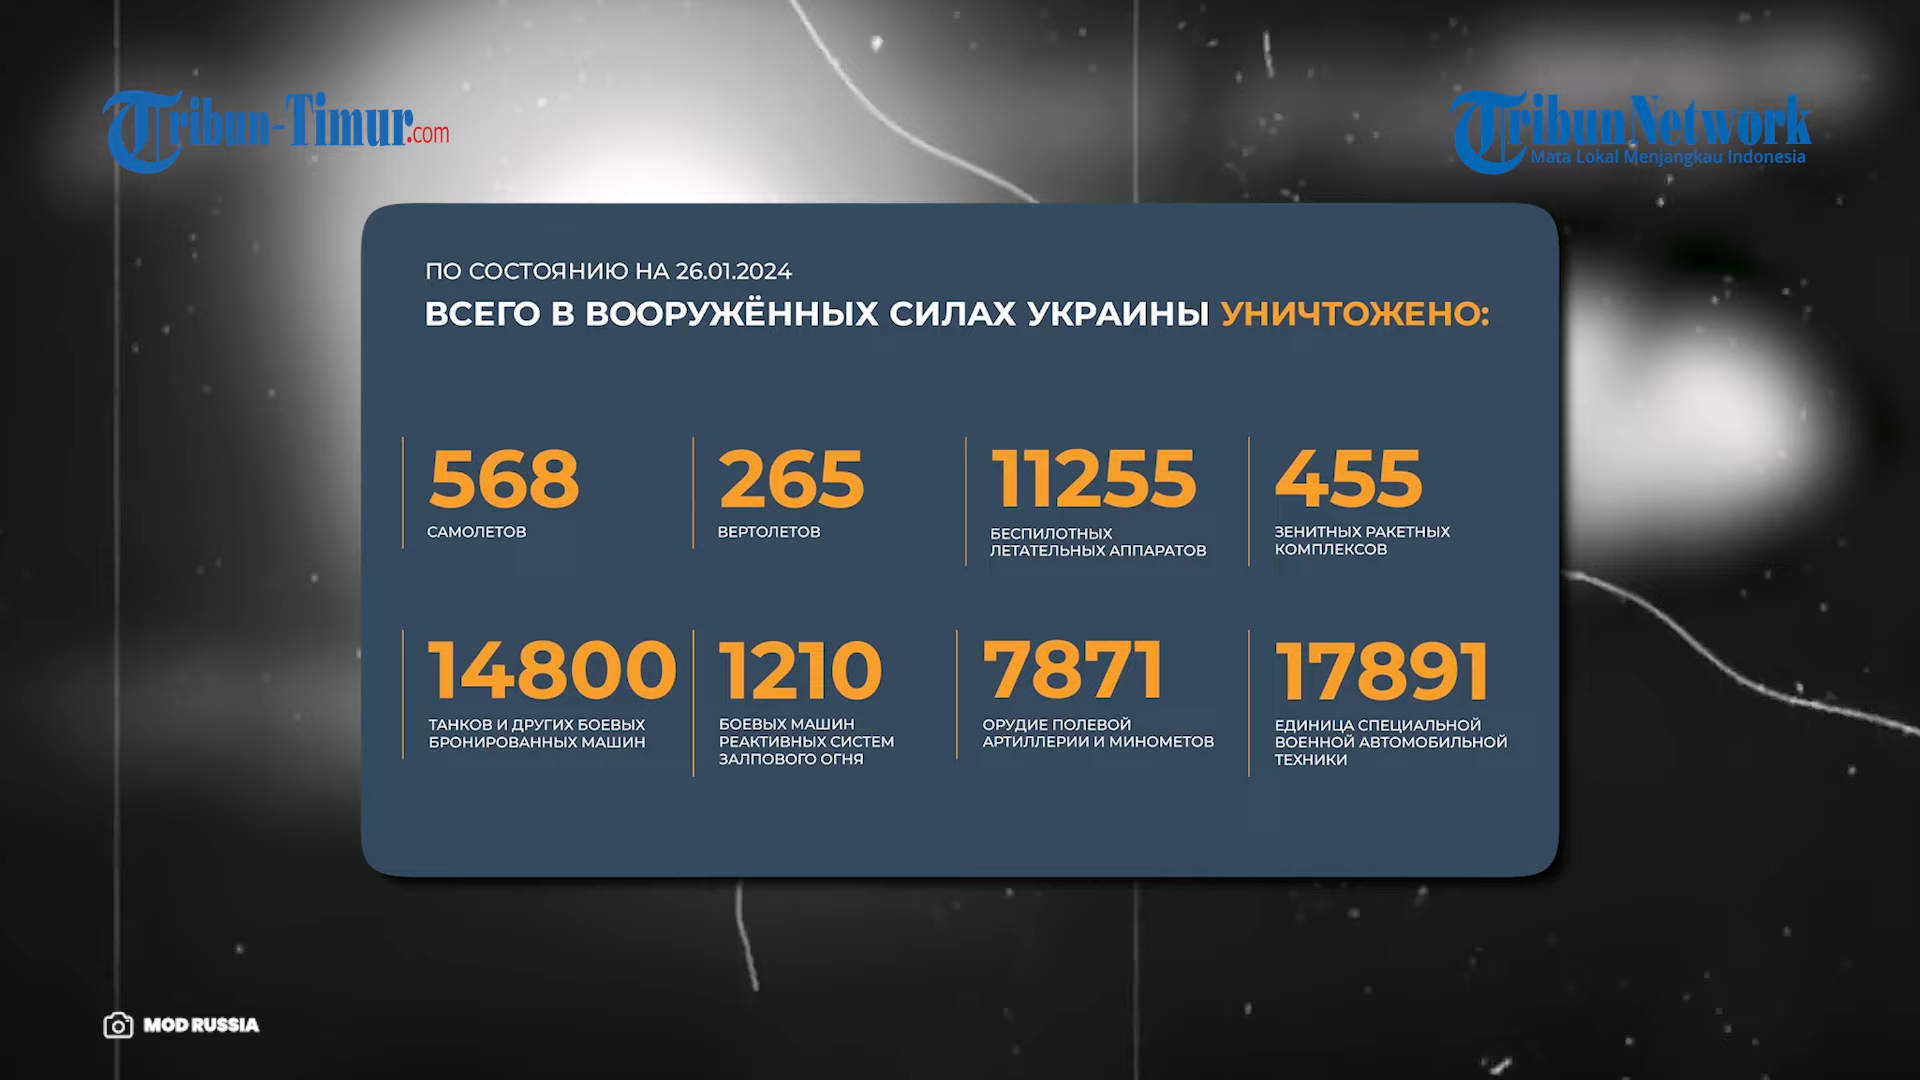 Tribun-Timur.com
TribunNetwork
Mata Lokal Menjangkau Indonesia
ПО СОСТОЯНИЮ НА 26.01.2024
ВСЕГО В ВООРУЖЁННЫХ СИЛАХ УКРАИНЫ УНИЧТОЖЕНО:
568
САМОЛЕТОВ
265
ВЕРТОЛЕТОВ
11255
БЕСПИЛОТНЫХ
ЛЕТАТЕЛЬНЫХ АППАРАТОВ
455
ЗЕНИТНЫХ РАКЕТНЫХ
КОМПЛЕКСОВ
14800
ТАНКОВ И ДРУГИХ БОЕВЫХ
БРОНИРОВАННЫХ МАШИН
1210
БОЕВЫХ МАШИН
РЕАКТИВНЫХ СИСТЕМ
ЗАЛПОВОГО ОГНЯ
7871
ОРУДИЕ ПОЛЕВОЙ
АРТИЛЛЕРИИ И МИНОМЕТОВ
17891
ЕДИНИЦА СПЕЦИАЛЬНОЙ
ВОЕННОЙ АВТОМОБИЛЬНОЙ
ТЕХНИКИ
MOD RUSSIA